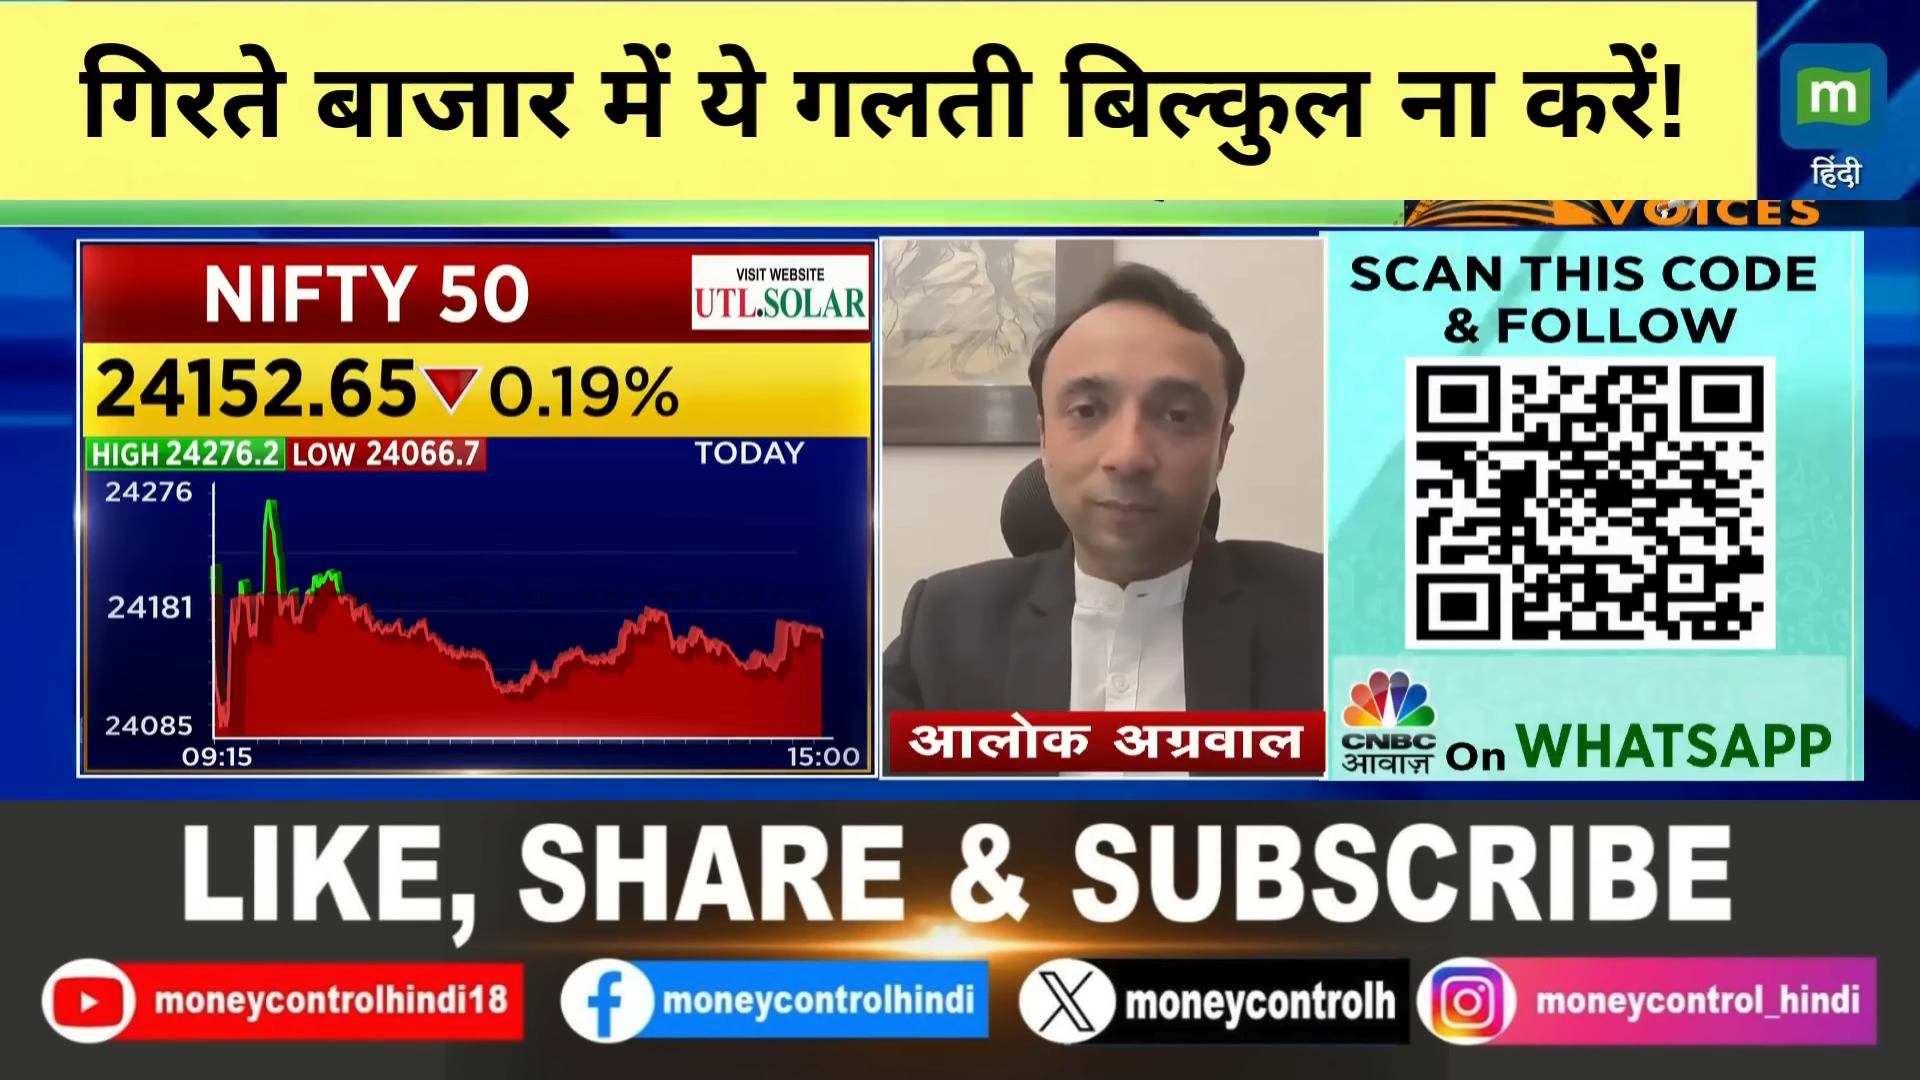 गिरते बाजार में ये गलती बिल्कुल ना करें!
m
हिंदी
VOICES
NIFTY 50
VISIT WEBSITE
UTL.SOLAR
24152.65 ▼ 0.19%
HIGH 24276.2 LOW 24066.7
TODAY
24276
24181
24085
09:15
15:00
आलोक अग्रवाल
SCAN THIS CODE
& FOLLOW
CNBC
आवाज़
On WHATSAPP
LIKE, SHARE & SUBSCRIBE
moneycontrolhindi18
moneycontrolhindi
moneycontrolh
moneycontrol_hindi